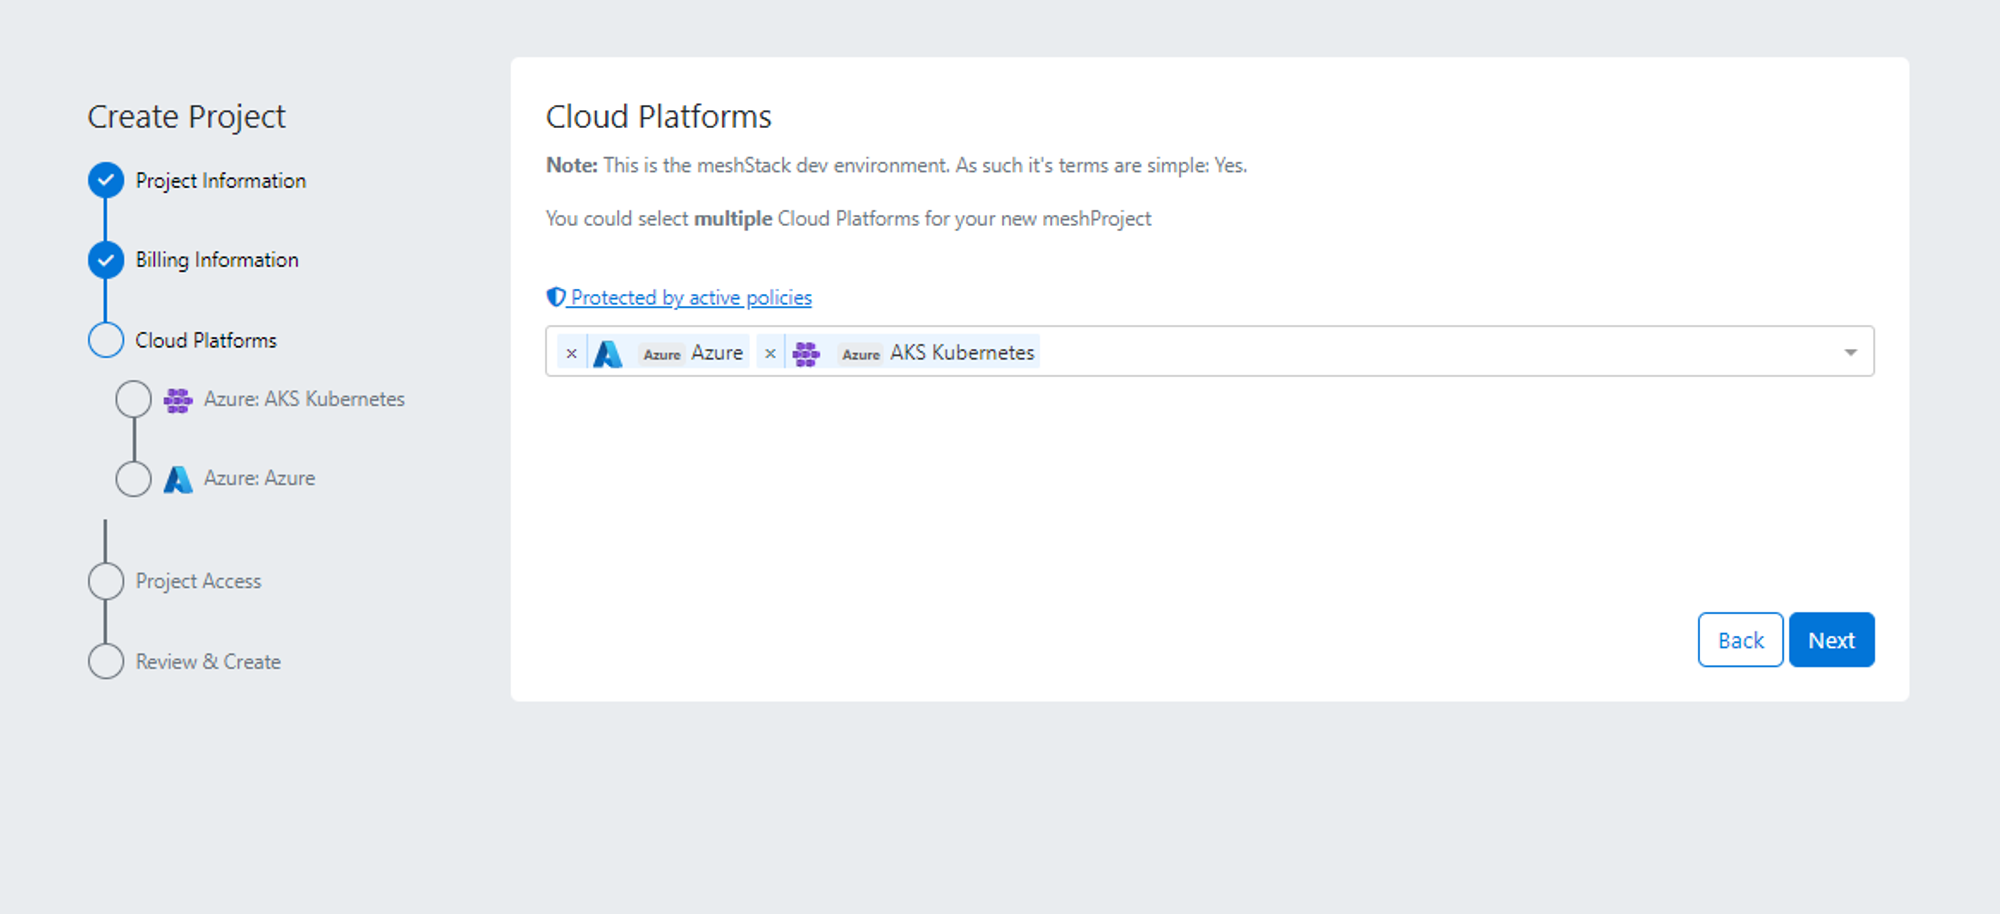 Create Project
Project Information
Billing Information
Cloud Platforms
Azure: AKS Kubernetes
Azure: Azure
Project Access
Review & Create
Cloud Platforms
Note: This is the meshStack dev environment. As such it's terms are simple: Yes.
You could select multiple Cloud Platforms for your new meshProject
Protected by active policies
× Azure Azure × Azure AKS Kubernetes
Back Next